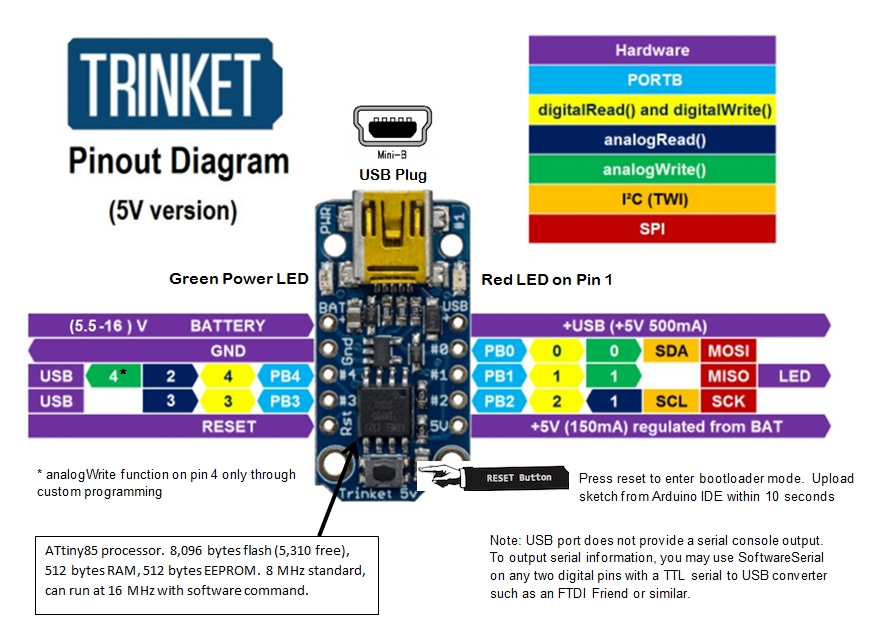 TRINKET
Pinout Diagram
(5V version)
Mini-B
USB Plug
Hardware
PORTB
digitalRead() and digitalWrite()
analogRead()
analogWrite()
I²C (TWI)
SPI
PWR
#1
Green Power LED
Red LED on Pin 1
BAT
USB
+
+
(5.5-16 ) V BATTERY
+USB (+5V 500mA)
GND
Gnd
#0
PB0 0 0 SDA MOSI
USB 4* 2 4 PB4
#4
#1
PB1 1 1 MISO LED
USB 3 3 PB3
#3
#2
PB2 2 1 SCL SCK
RESET
Rst
5V
+5V (150mA) regulated from BAT
Trinket 5v
RESET Button
* analogWrite function on pin 4 only through
custom programming
Press reset to enter bootloader mode. Upload
sketch from Arduino IDE within 10 seconds
ATtiny85 processor. 8,096 bytes flash (5,310 free),
512 bytes RAM, 512 bytes EEPROM. 8 MHz standard,
can run at 16 MHz with software command.
Note: USB port does not provide a serial console output.
To output serial information, you may use SoftwareSerial
on any two digital pins with a TTL serial to USB converter
such as an FTDI Friend or similar.